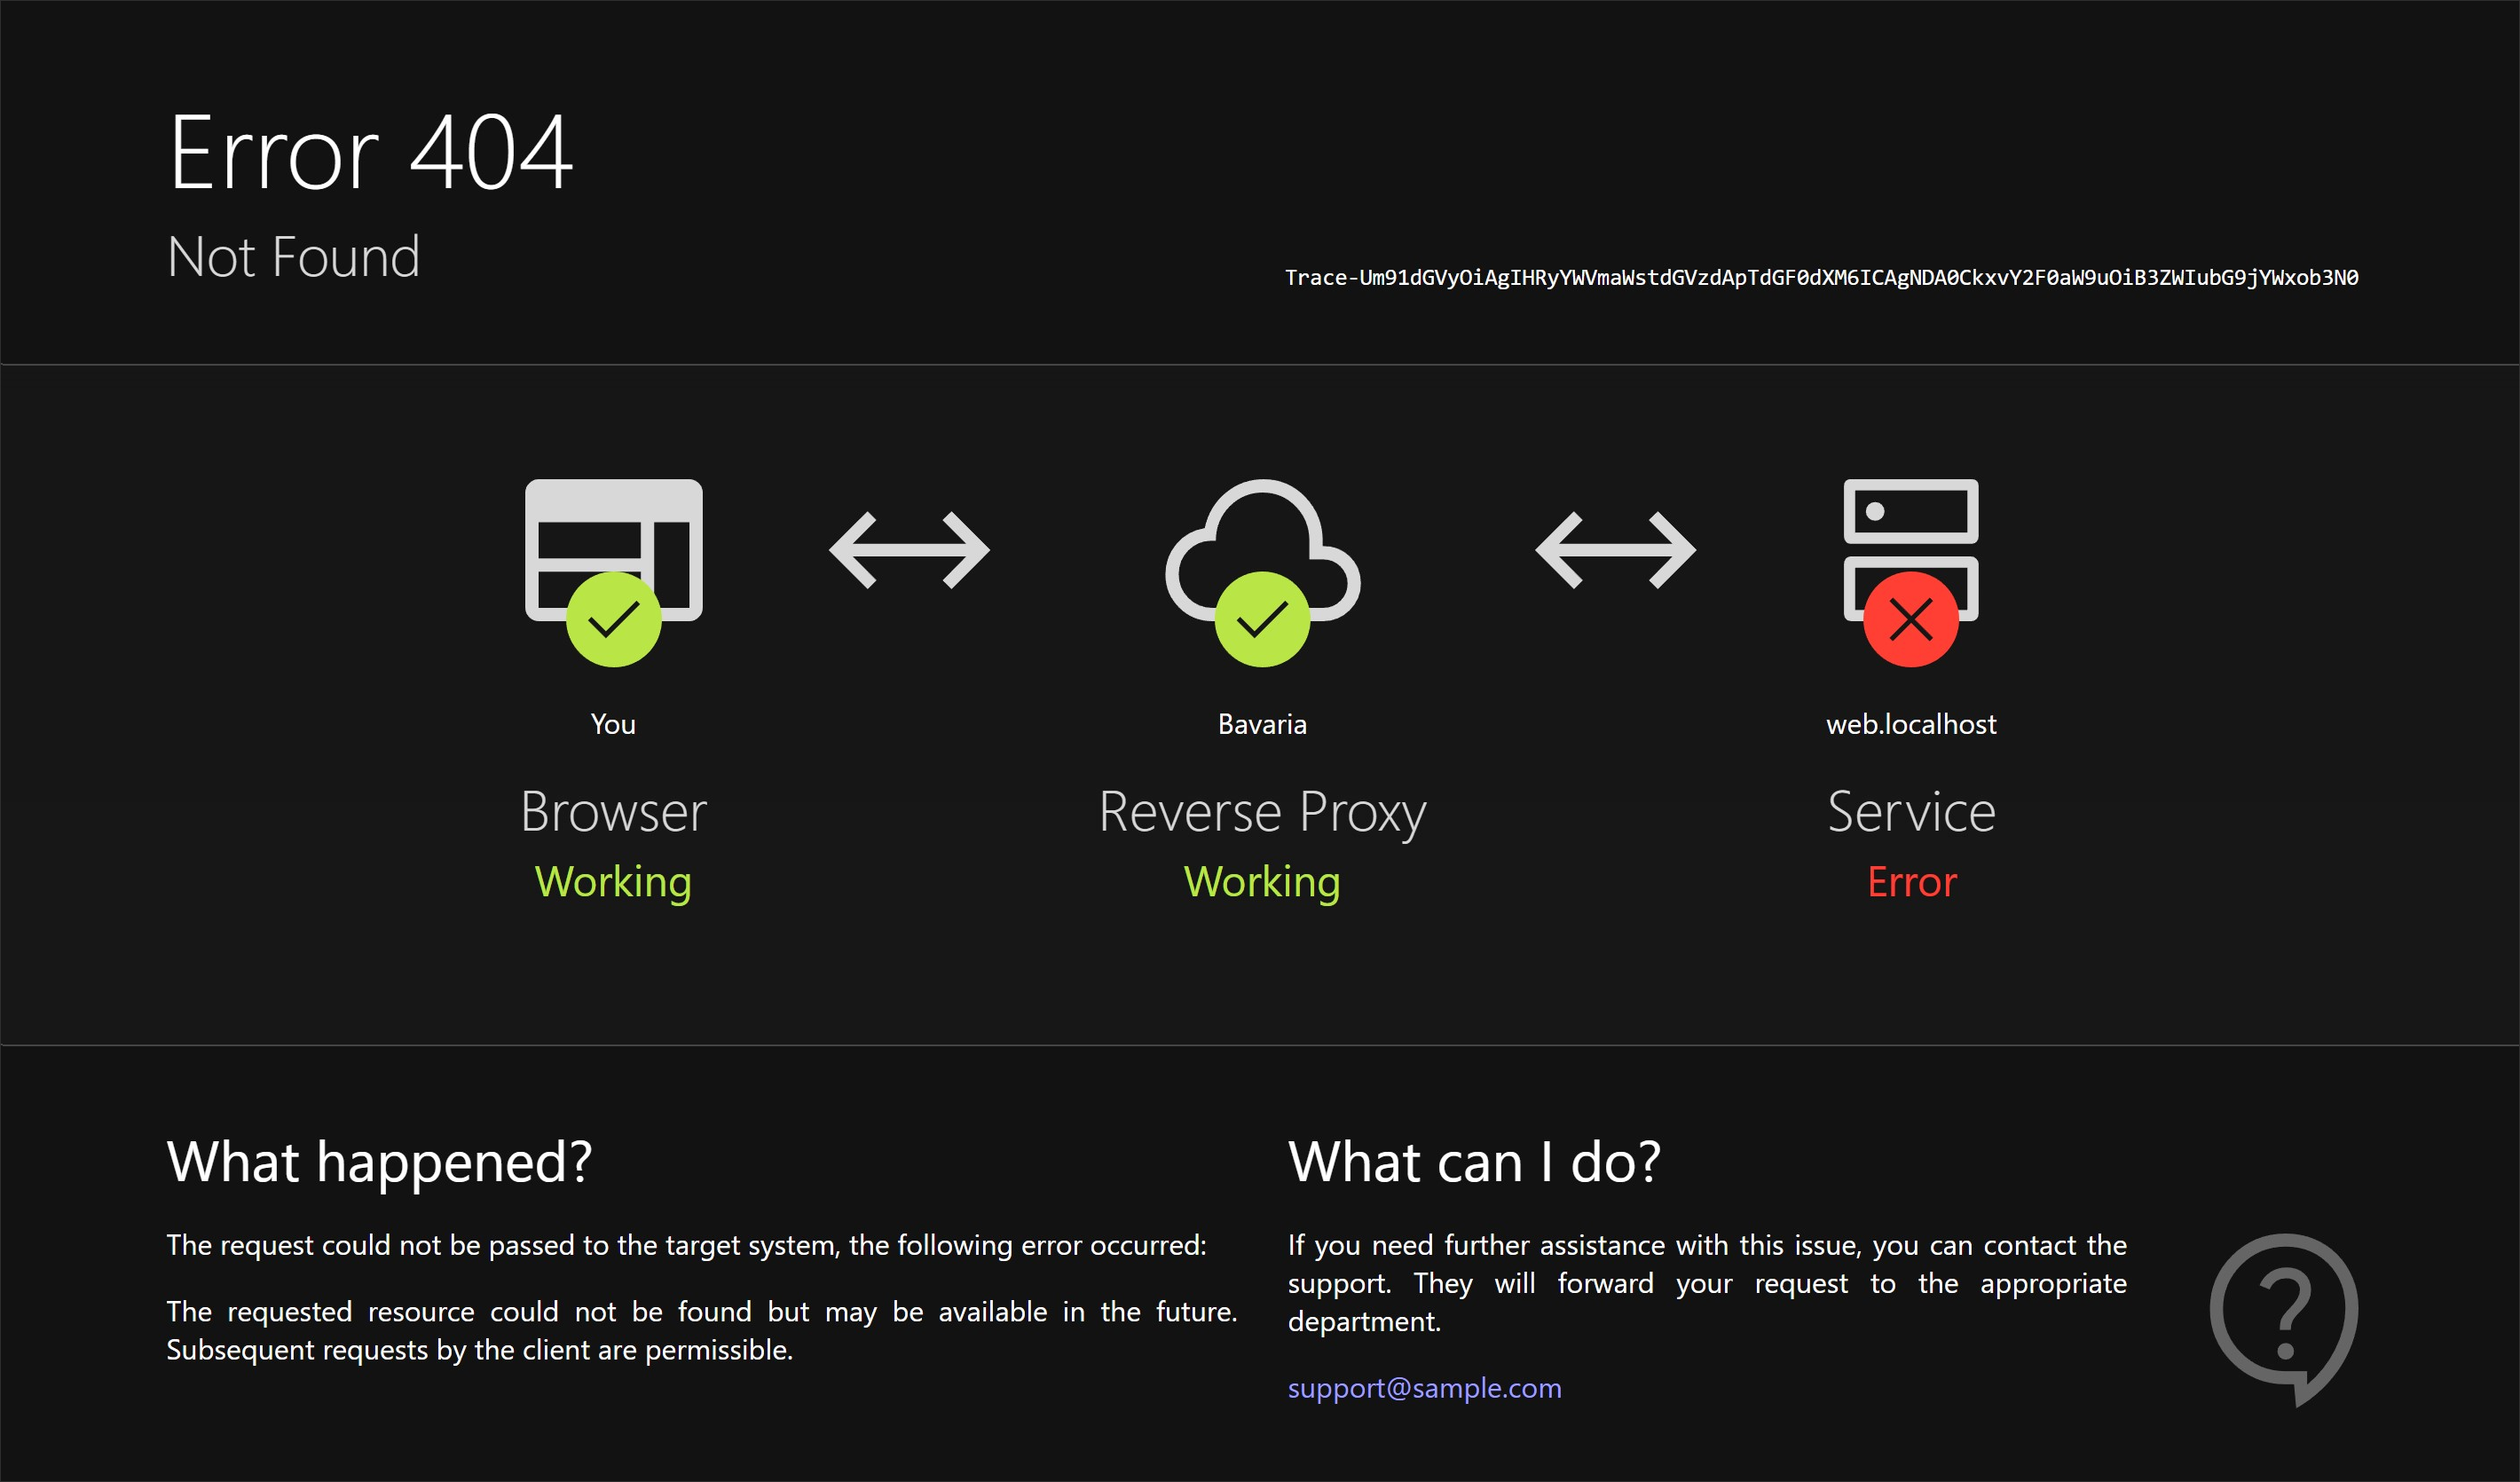 Error 404
Not Found
Trace-Um91dGVyOiAgIHRyYWVmaWstdGVzdApTdGF0dXM6ICAgNDA0CkxvY2F0aW9uOiB3ZWIubG9jYWxob3N0
You
Bavaria
web.localhost
Browser
Reverse Proxy
Service
Working
Working
Error
What happened?
The request could not be passed to the target system, the following error occurred:
The requested resource could not be found but may be available in the future.
Subsequent requests by the client are permissible.
What can I do?
If you need further assistance with this issue, you can contact the
support. They will forward your request to the appropriate
department.
support@sample.com